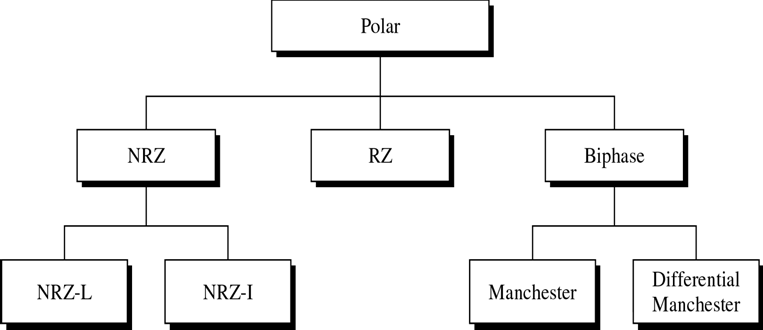 Polar
NRZ
RZ
Biphase
NRZ-L
NRZ-I
Manchester
Differential
Manchester